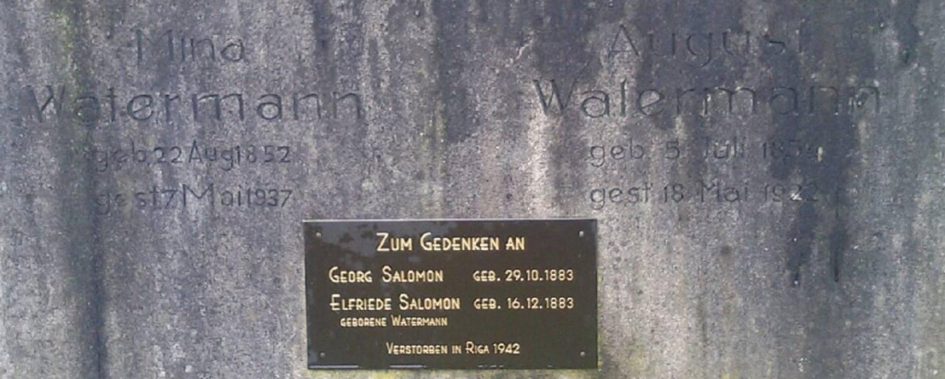 Mina
Watermann
geb 22 Aug 1852
gest 7 Mai 1937
August
Watermann
geb. 5 Juli
gest 18 Mai
ZUM GEDENKEN AN
GEORG SALOMON GEB. 29.10.1883
ELFRIEDE SALOMON GEB. 16.12.1883
GEBORENE WATERMANN
VERSTORBEN IN RIGA 1942